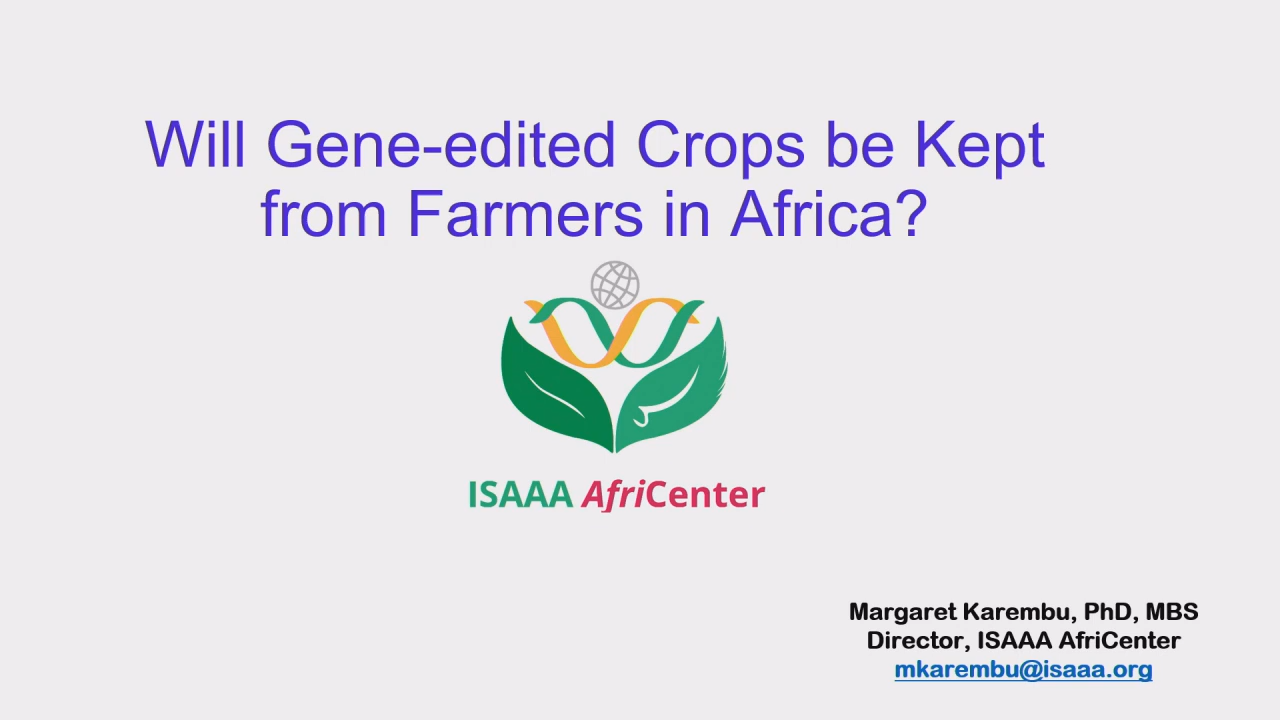 Will Gene-edited Crops be Kept
from Farmers in Africa?
ISAAA AfriCenter
Margaret Karembu, PhD, MBS
Director, ISAAA AfriCenter
mkarembu@isaaa.org